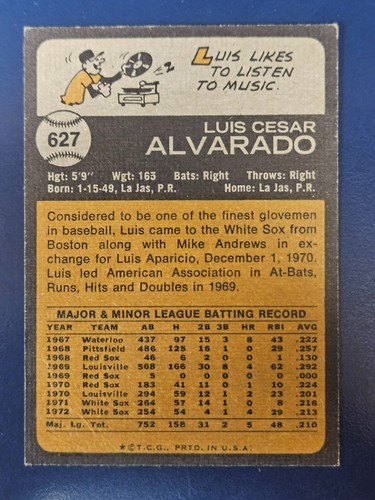 LUIS LIKES
TO LISTEN
TO MUSIC.
627
LUIS CESAR
ALVARADO
Hgt: 5'9" Wgt: 163 Bats: Right Throws: Right
Born: 1-15-49, La Jas, P.R. Home: La Jas, P.R.
Considered to be one of the finest glovemen
in baseball, Luis came to the White Sox from
Boston along with Mike Andrews in ex-
change for Luis Aparicio, December 1, 1970.
Luis led American Association in At-Bats,
Runs, Hits and Doubles in 1969.
MAJOR & MINOR LEAGUE BATTING RECORD
YEAR TEAM AB H 2B 3B HR RBI AVG
1967 Waterloo 437 97 15 3 8 43 .222
1968 Pittsfield 486 125 16 1 0 29 .257
1968 Red Sox 46 6 2 0 0 1 .130
1969 Louisville 568 166 30 8 4 62 .292
1969 Red Sox 5 0 0 0 0 0 .000
1970 Red Sox 183 41 11 0 1 10 .224
1970 Louisville 294 59 12 1 2 23 .201
1971 White Sox 264 57 14 1 0 8 .216
1972 White Sox 254 54 4 1 4 29 .213
Maj. Lg. Tot. 752 158 31 2 5 48 .210
*©T.C.G., PRTD. IN U.S.A.